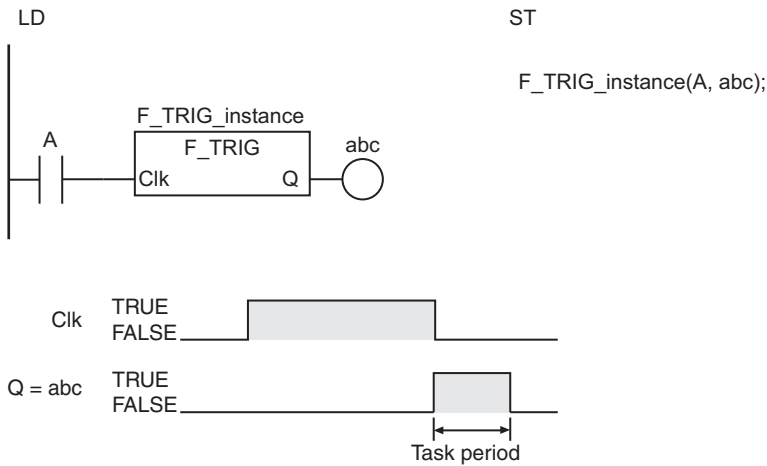 LD
ST
F_TRIG_instance(A, abc);
F_TRIG_instance
A
F_TRIG
abc
Clk
Q
Clk
TRUE
FALSE
Q = abc
TRUE
FALSE
Task period